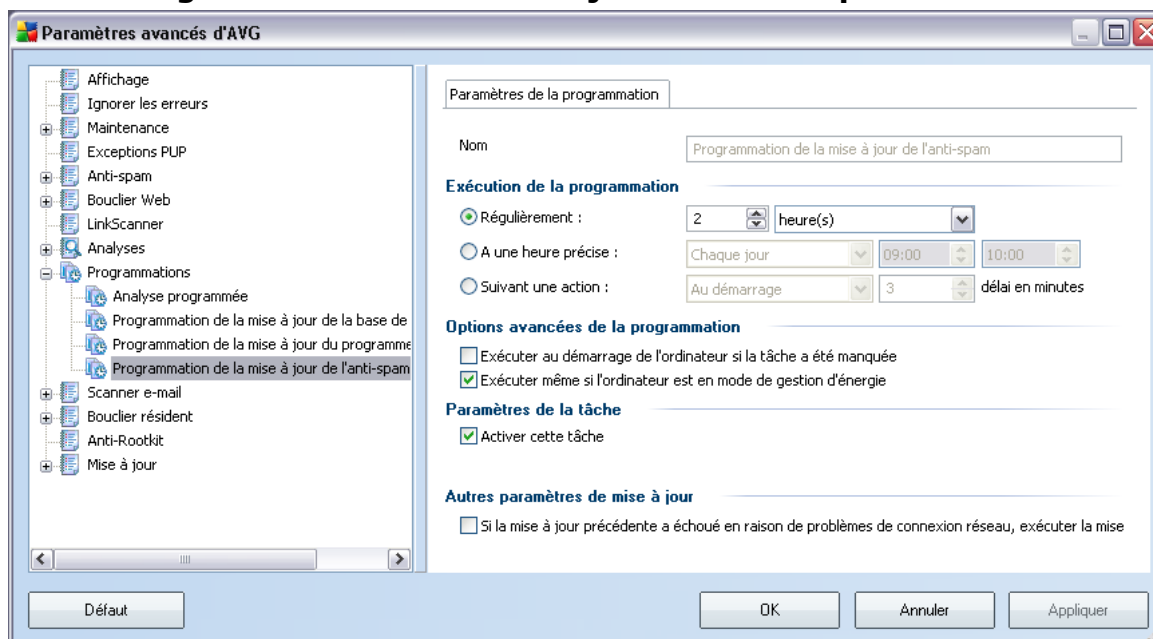 Paramètres avancés d'AVG
Affichage
Ignorer les erreurs
Maintenance
Exceptions PUP
Anti-spam
Bouclier Web
LinkScanner
Analyses
Programmations
Analyse programmée
Programmation de la mise à jour de la base de
Programmation de la mise à jour du programme
Programmation de la mise à jour de l'anti-spam
Scanner e-mail
Bouclier résident
Anti-Rootkit
Mise à jour
Paramètres de la programmation
Nom Programmation de la mise à jour de l'anti-spam
Exécution de la programmation
Régulièrement : 2 heure(s)
A une heure précise : Chaque jour 09:00 10:00
Suivant une action : Au démarrage 3 délai en minutes
Options avancées de la programmation
Exécuter au démarrage de l'ordinateur si la tâche a été manquée
Exécuter même si l'ordinateur est en mode de gestion d'énergie
Paramètres de la tâche
Activer cette tâche
Autres paramètres de mise à jour
Si la mise à jour précédente a échoué en raison de problèmes de connexion réseau, exécuter la mise
Défaut OK Annuler Appliquer